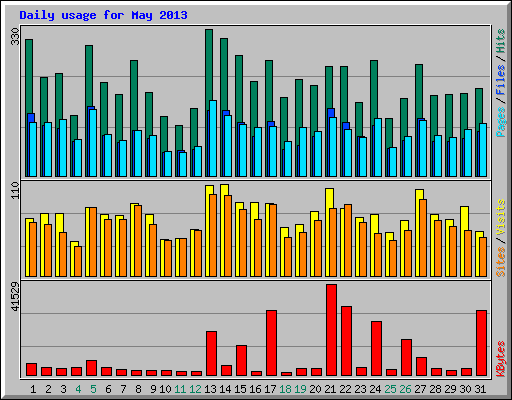 Daily usage for May 2013
330
Pages / Files / Hits
110
Sites / Visits
41529
KBytes
1 2 3 4 5 6 7 8 9 10 11 12 13 14 15 16 17 18 19 20 21 22 23 24 25 26 27 28 29 30 31